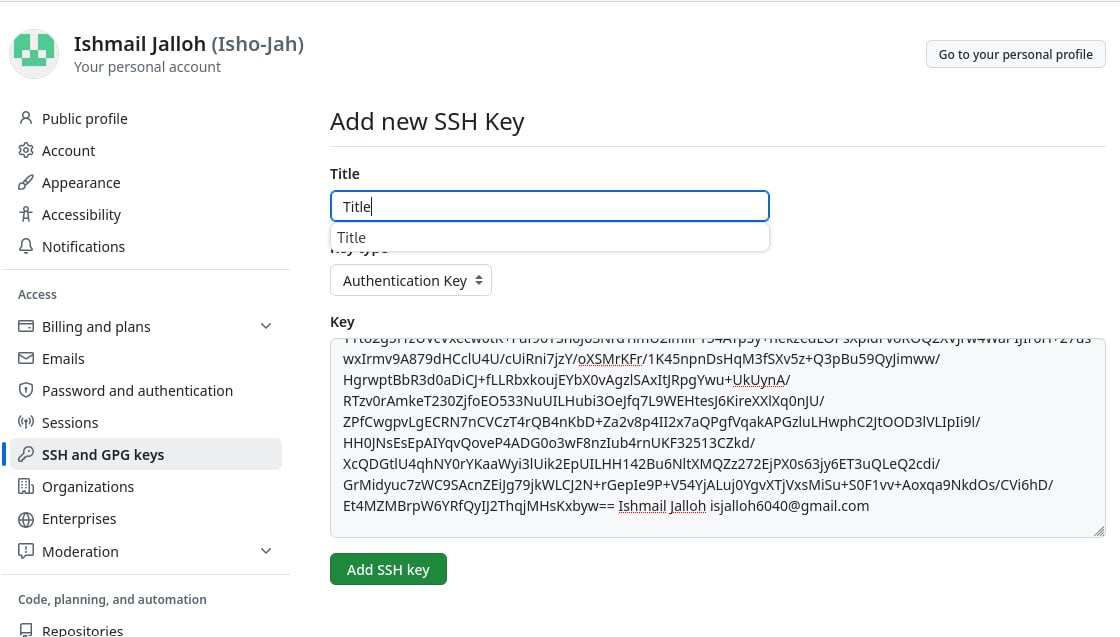 Ishmail Jalloh (Isho-Jah)
Your personal account
Go to your personal profile
Public profile
Account
Appearance
Accessibility
Notifications
Access
Billing and plans
Emails
Password and authentication
Sessions
SSH and GPG keys
Organizations
Enterprises
Moderation
Code, planning, and automation
Repositories
Add new SSH Key
Title
Title
Title
Key type
Authentication Key
Key
wxIrmv9A879dHCclU4U/cUiRni7jzY/oXSMrKFr/1K45npnDsHqM3fSXv5z+Q3pBu59QyJimww/
HgrwptBbR3d0aDiCJ+fLLRbxkoujEYbX0vAgzlSAxItJRpgYwu+UkUynA/
RTzv0rAmkeT230ZjfoEO533NuUILHubi3OeJfq7L9WEHtesJ6KireXXlXq0nJU/
ZPfCwgpvLgECRN7nCVCzT4rQB4nKbD+Za2v8p4II2x7aQPgfVqakAPGzluLHwphC2JtOOD3lVLIpIi9l/
HH0JNsEsEpAIYqvQoveP4ADG0o3wF8nzIub4rnUKF32513CZkd/
XcQDGtlU4qhNY0rYKaaWyi3lUik2EpUILHH142Bu6NltXMQZz272EjPX0s63jy6ET3uQLeQ2cdi/
GrMidyuc7zWC9SAcnZEiJg79jkWLCJ2N+rGepIe9P+V54YjALuj0YgvXTjVxsMiSu+S0F1vv+Aoxqa9NkdOs/CVi6hD/
Et4MZMBrpW6YRfQyIJ2ThqjMHsKxbyw== Ishmail Jalloh isjalloh6040@gmail.com
Add SSH key